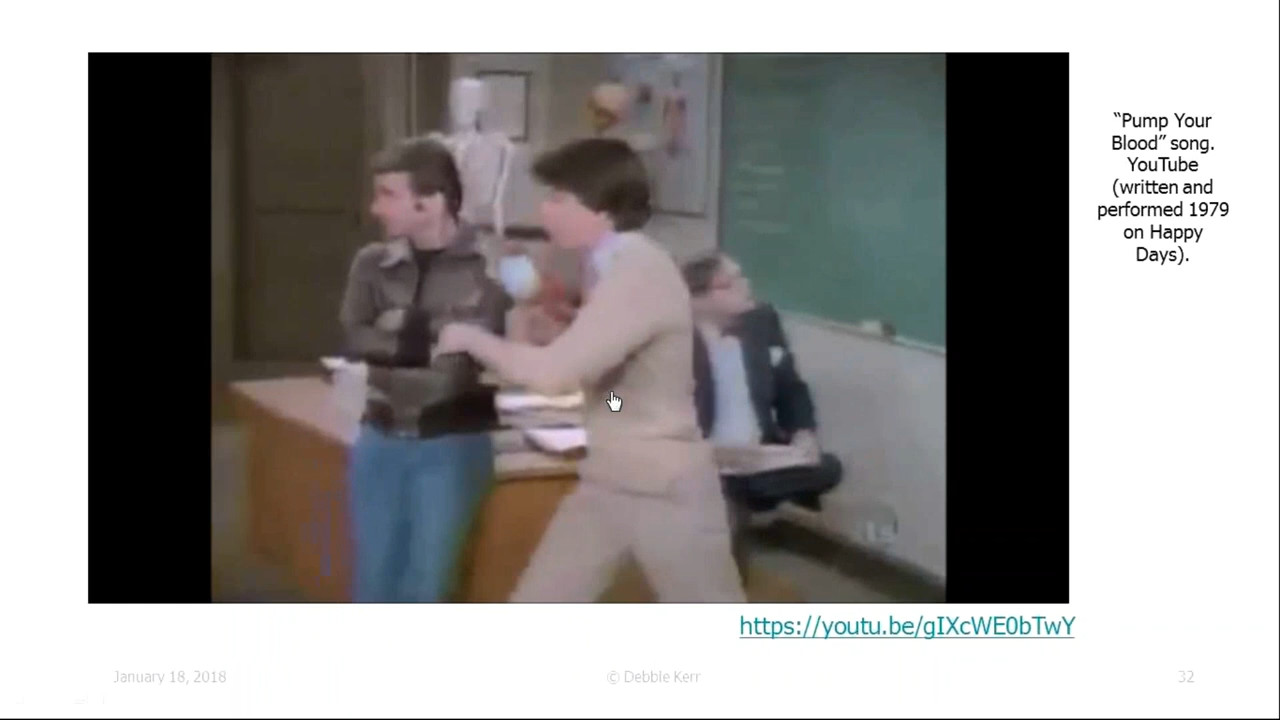 “Pump Your
Blood” song.
YouTube
(written and
performed 1979
on Happy
Days).
https://youtu.be/gIXcWE0bTwY
January 18, 2018
© Debbie Kerr
32